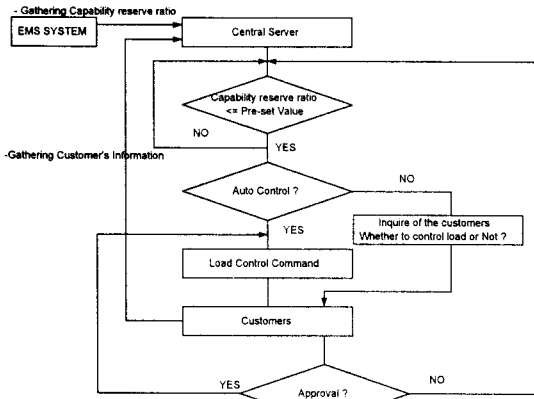 - Gathering Capability reserve ratio
EMS SYSTEM
Central Server
Capability reserve ratio
<= Pre-set Value
NO
YES
-Gathering Customer's Information
Auto Control ?
NO
YES
Inquire of the customers
Whether to control load or Not ?
Load Control Command
Customers
YES
Approval ?
NO